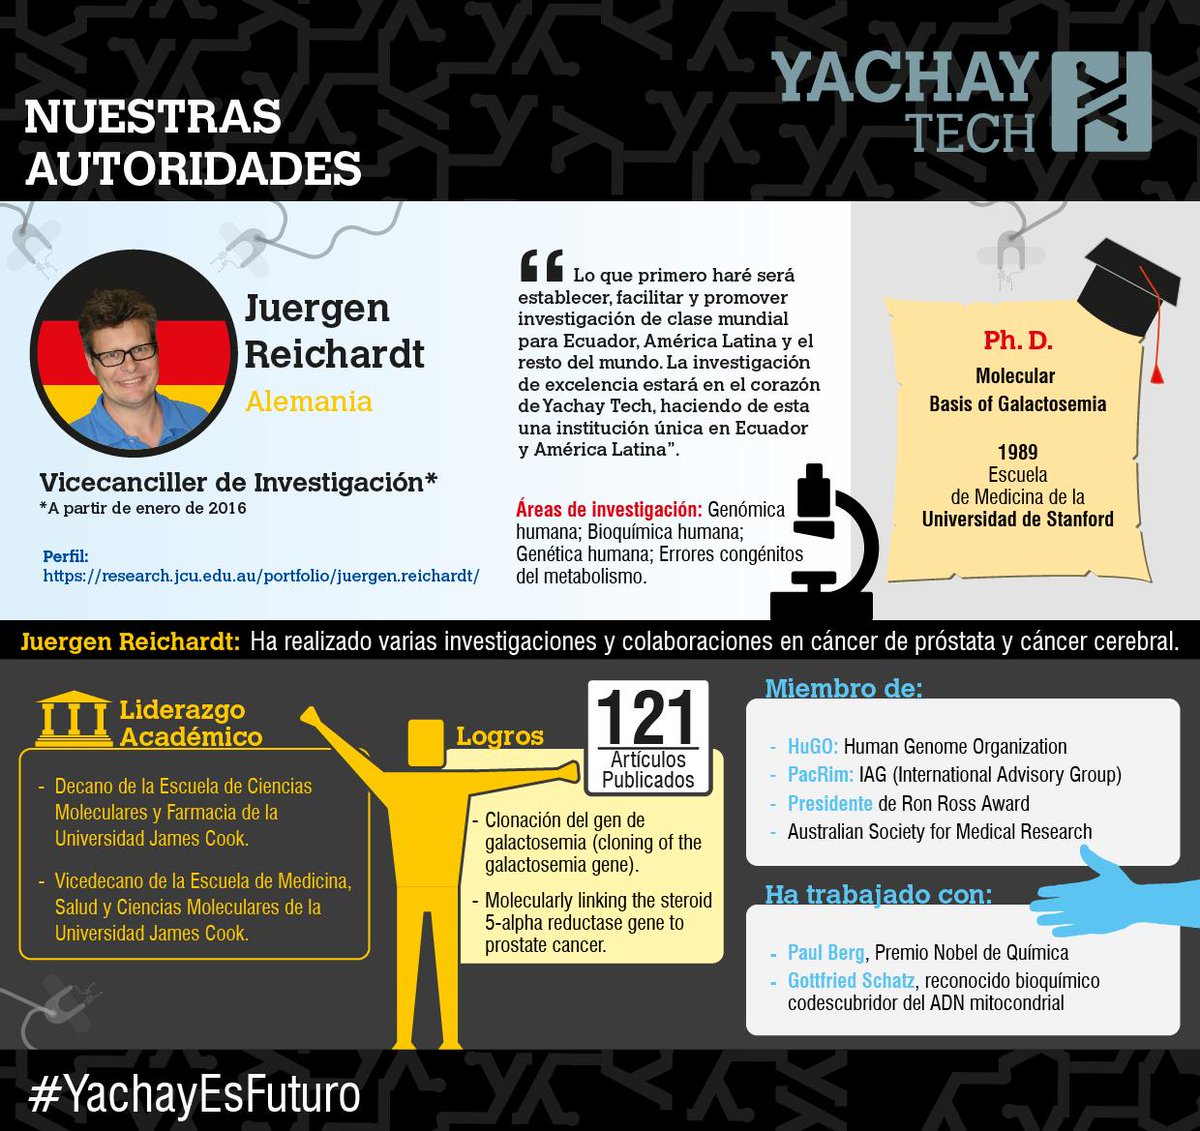 NUESTRAS
AUTORIDADES
YACHAY
TECH
Juergen
Reichardt
Alemania
Vicecanciller de Investigación*
*A partir de enero de 2016
Perfil:
https://research.jcu.edu.au/portfolio/juergen.reichardt/
“ Lo que primero haré será
establecer, facilitar y promover
investigación de clase mundial
para Ecuador, América Latina y el
resto del mundo. La investigación
de excelencia estará en el corazón
de Yachay Tech, haciendo de esta
una institución única en Ecuador
y América Latina”.
Áreas de investigación: Genómica
humana; Bioquímica humana;
Genética humana; Errores congénitos
del metabolismo.
Ph. D.
Molecular
Basis of Galactosemia
1989
Escuela
de Medicina de la
Universidad de Stanford
Juergen Reichardt: Ha realizado varias investigaciones y colaboraciones en cáncer de próstata y cáncer cerebral.
Liderazgo
Académico
- Decano de la Escuela de Ciencias
Moleculares y Farmacia de la
Universidad James Cook.
- Vicedecano de la Escuela de Medicina,
Salud y Ciencias Moleculares de la
Universidad James Cook.
Logros
121
Artículos
Publicados
- Clonación del gen de
galactosemia (cloning of the
galactosemia gene).
- Molecularly linking the steroid
5-alpha reductase gene to
prostate cancer.
Miembro de:
- HuGO: Human Genome Organization
- PacRim: IAG (International Advisory Group)
- Presidente de Ron Ross Award
- Australian Society for Medical Research
Ha trabajado con:
- Paul Berg, Premio Nobel de Química
- Gottfried Schatz, reconocido bioquímico
codescubridor del ADN mitocondrial
#YachayEsFuturo